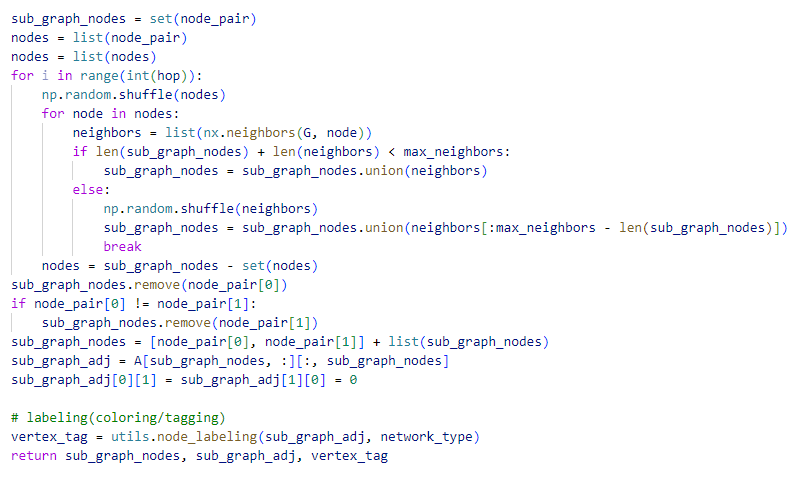 sub_graph_nodes = set(node_pair)
nodes = list(node_pair)
nodes = list(nodes)
for i in range(int(hop)):
    np.random.shuffle(nodes)
    for node in nodes:
        neighbors = list(nx.neighbors(G, node))
        if len(sub_graph_nodes) + len(neighbors) < max_neighbors:
            sub_graph_nodes = sub_graph_nodes.union(neighbors)
        else:
            np.random.shuffle(neighbors)
            sub_graph_nodes = sub_graph_nodes.union(neighbors[:max_neighbors - len(sub_graph_nodes)])
            break
    nodes = sub_graph_nodes - set(nodes)
sub_graph_nodes.remove(node_pair[0])
if node_pair[0] != node_pair[1]:
    sub_graph_nodes.remove(node_pair[1])
sub_graph_nodes = [node_pair[0], node_pair[1]] + list(sub_graph_nodes)
sub_graph_adj = A[sub_graph_nodes, :][:, sub_graph_nodes]
sub_graph_adj[0][1] = sub_graph_adj[1][0] = 0

# labeling(coloring/tagging)
vertex_tag = utils.node_labeling(sub_graph_adj, network_type)
return sub_graph_nodes, sub_graph_adj, vertex_tag